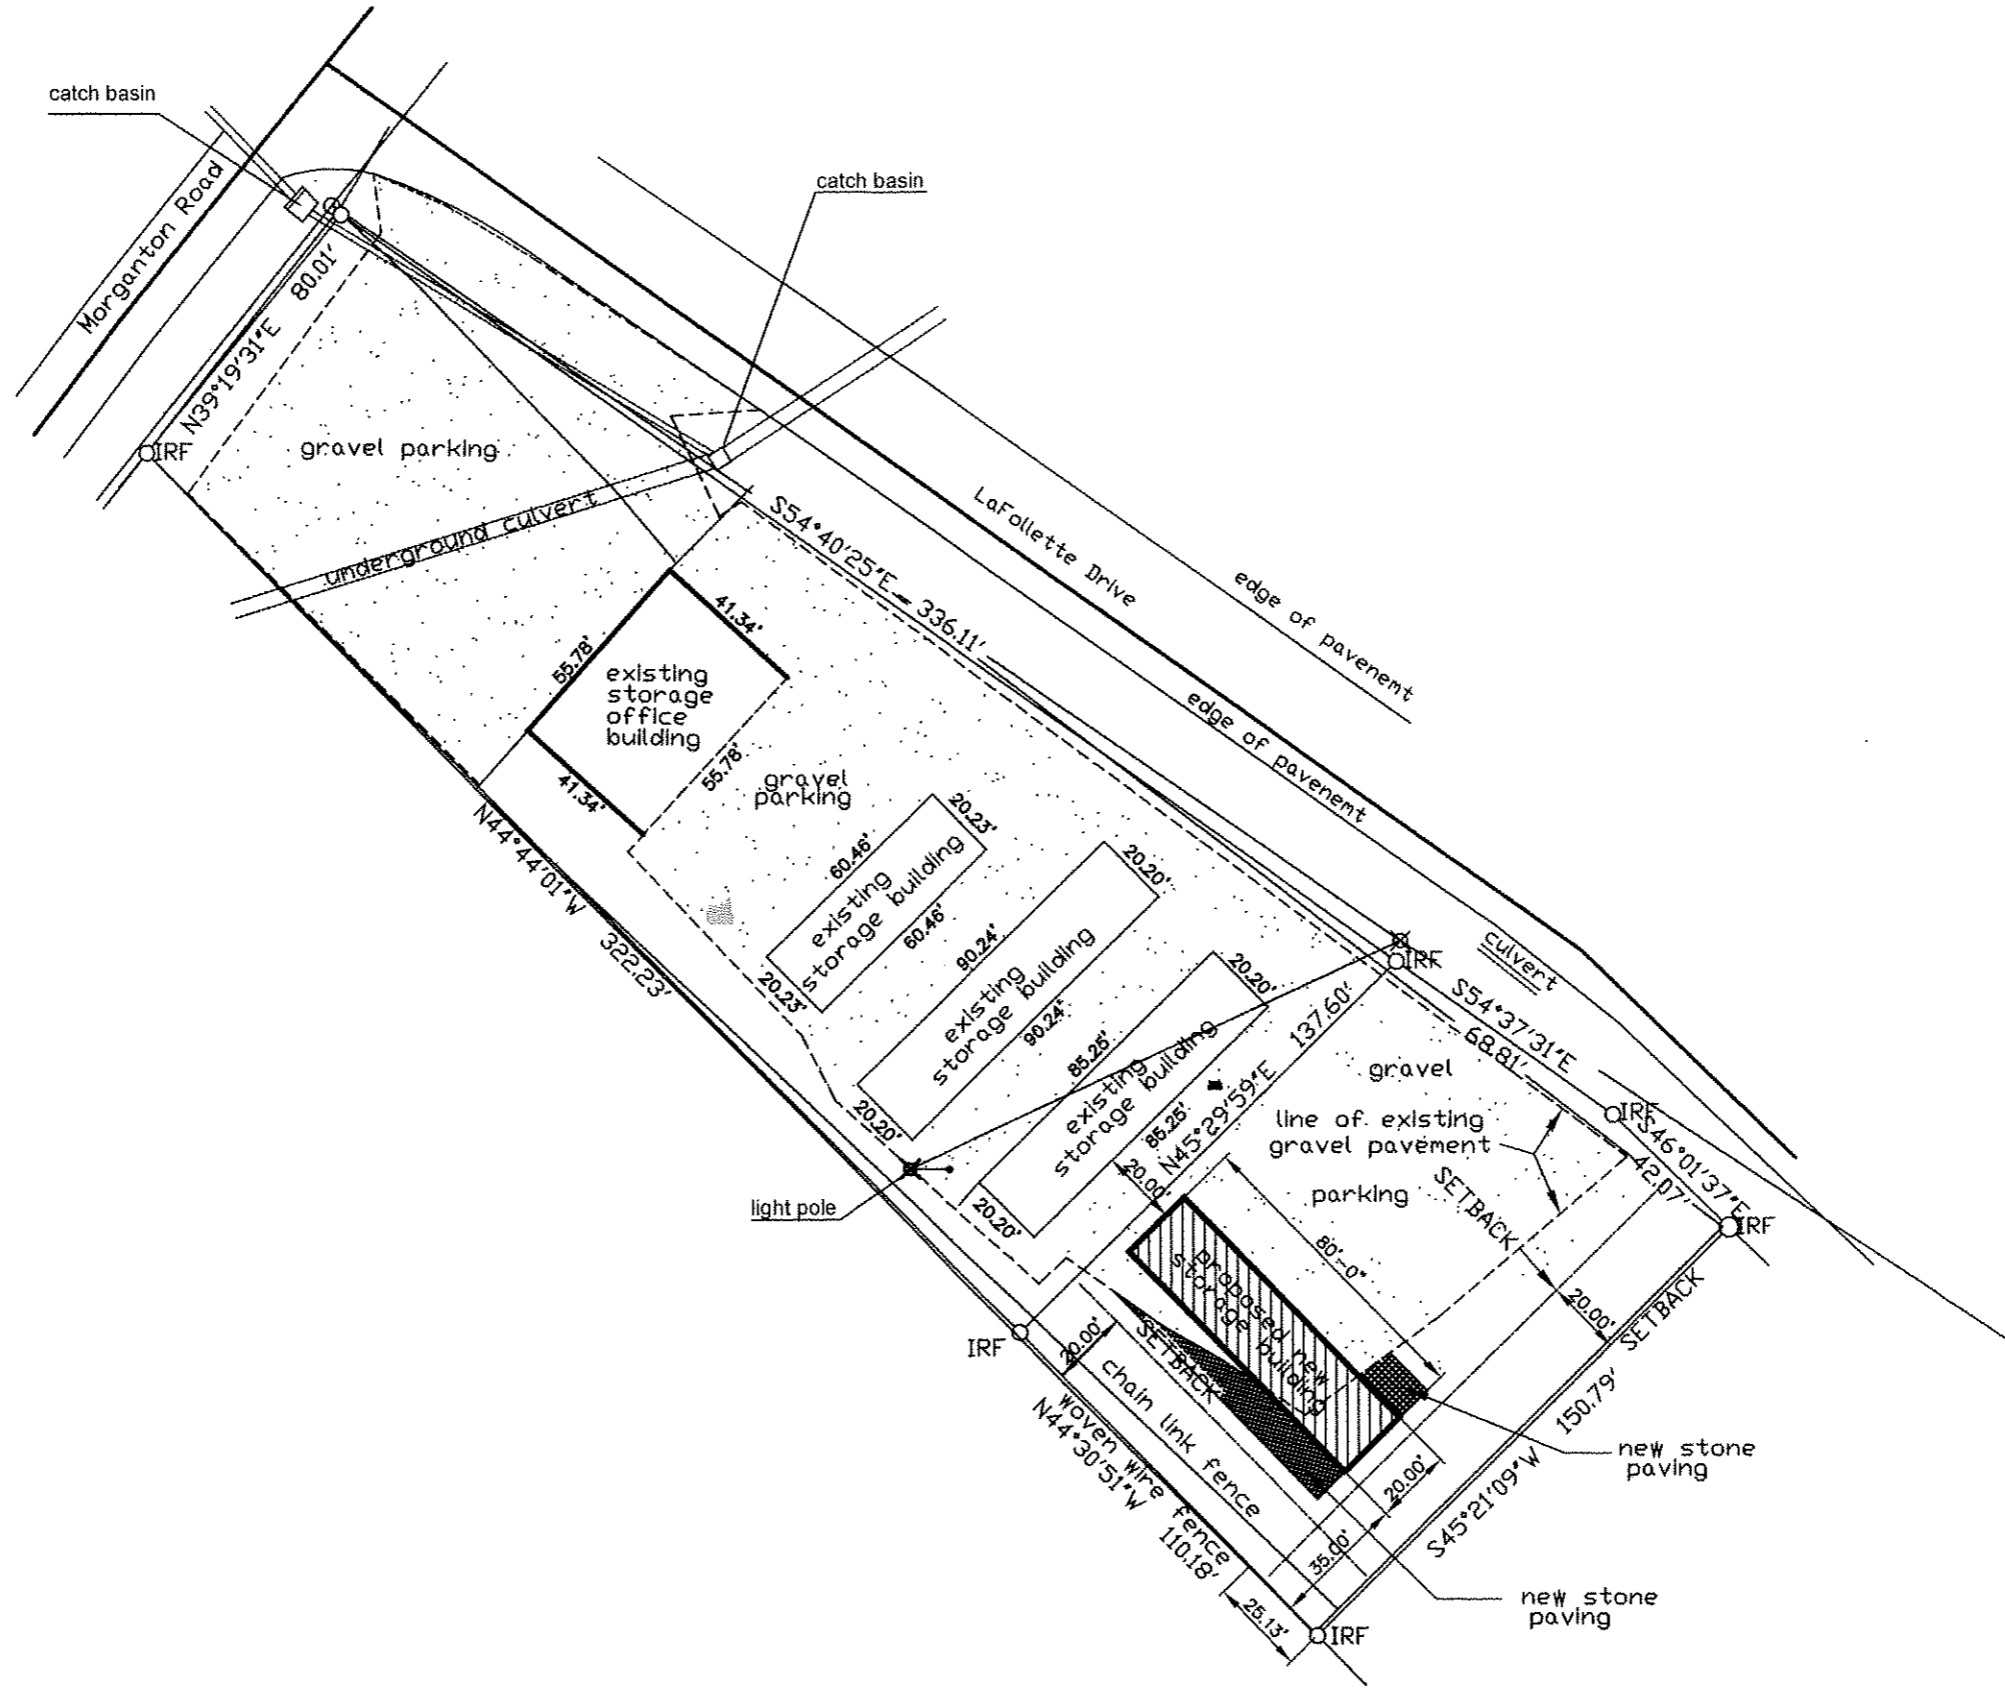 catch basin
catch basin
Morganton Road
N39°19'31"E 80.01'
IRF
gravel parking
underground culvert
S54°40'25"E 336.11'
LaFollette Drive
edge of pavenemt
edge of pavenemt
41.34'
55.78'
existing
storage
office
building
55.78'
41.34'
gravel
parking
N44°44'01"W 322.23'
20.23'
60.46'
existing
storage building
60.46'
20.23'
20.20'
90.24'
existing
storage building
90.24'
20.20'
20.20'
85.25'
existing
storage building
85.25'
20.20'
light pole
IRF
culvert
S54°37'31"E
68.81'
N45°29'59"E 137.60'
gravel
line of existing
gravel pavement
parking
IRF
S46°01'37"E
42.07'
IRF
SETBACK
20.00'
SETBACK
20.00'
80'-0"
proposed new
storage building
IRF
20.00'
SETBACK
chain link fence
woven wire fence
N44°30'51"W 110.18'
S45°21'09"W 150.79'
20.00'
35.00'
25.13'
new stone
paving
new stone
paving
IRF